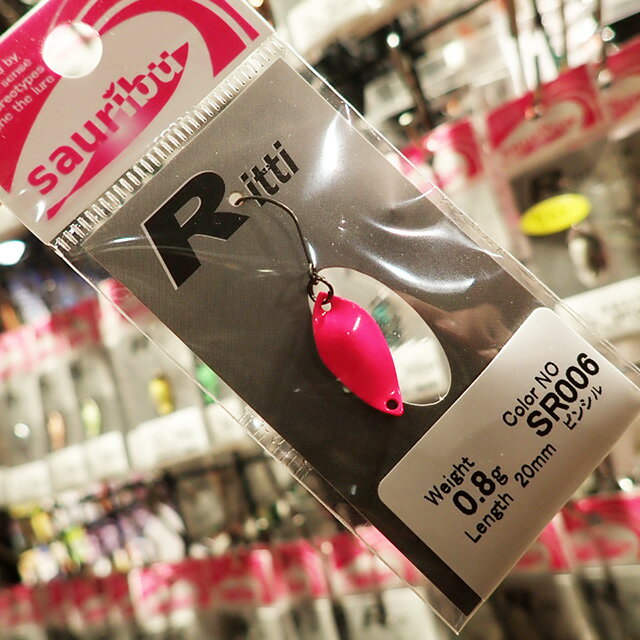 sauribu
Ritti
Color NO
SR006
ピンシル
Weight
0.8g
Length 20mm